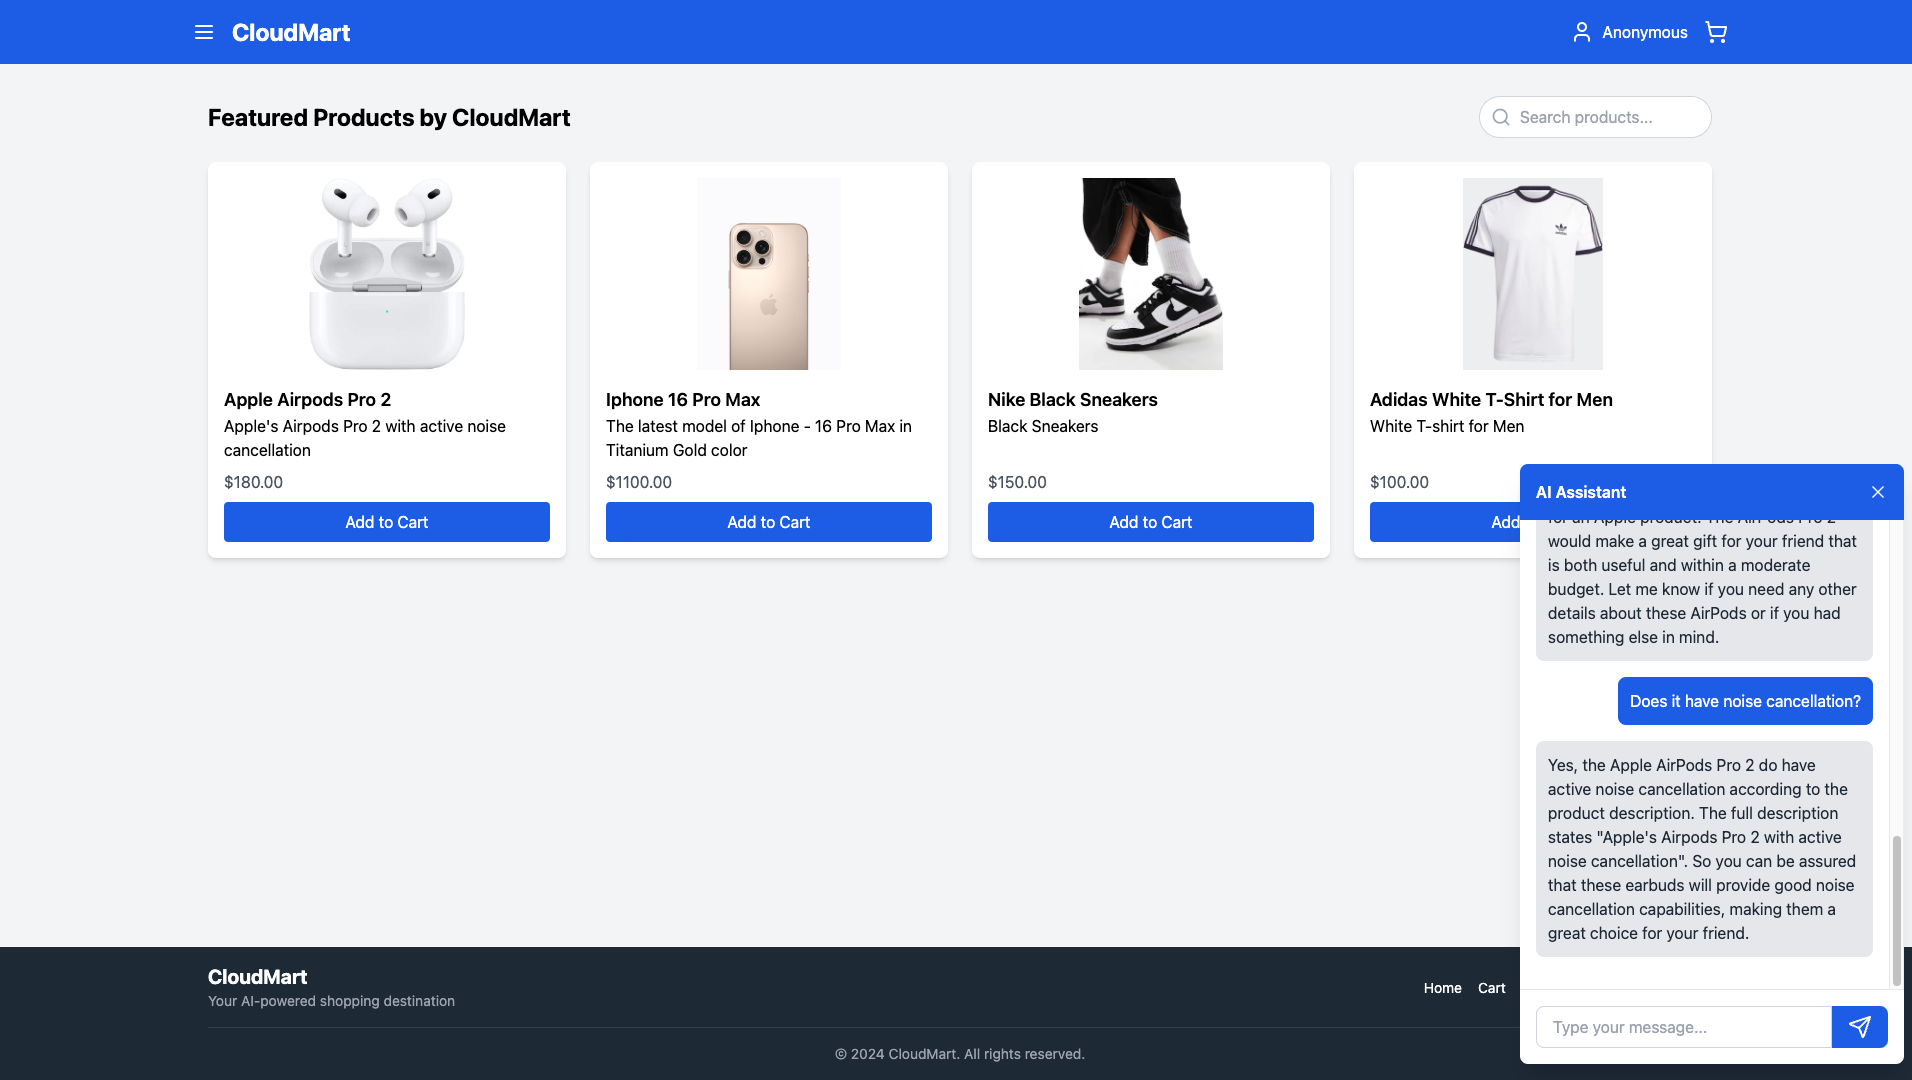 CloudMart
Anonymous
Featured Products by CloudMart
Search products...
Apple Airpods Pro 2
Apple's Airpods Pro 2 with active noise
cancellation
$180.00
Add to Cart
Iphone 16 Pro Max
The latest model of Iphone - 16 Pro Max in
Titanium Gold color
$1100.00
Add to Cart
Nike Black Sneakers
Black Sneakers
$150.00
Add to Cart
Adidas White T-Shirt for Men
White T-shirt for Men
$100.00
Add
AI Assistant
for an Apple product. The AirPods Pro 2
would make a great gift for your friend that
is both useful and within a moderate
budget. Let me know if you need any other
details about these AirPods or if you had
something else in mind.
Does it have noise cancellation?
Yes, the Apple AirPods Pro 2 do have
active noise cancellation according to the
product description. The full description
states "Apple's Airpods Pro 2 with active
noise cancellation". So you can be assured
that these earbuds will provide good noise
cancellation capabilities, making them a
great choice for your friend.
Type your message...
CloudMart
Your AI-powered shopping destination
Home
Cart
© 2024 CloudMart. All rights reserved.